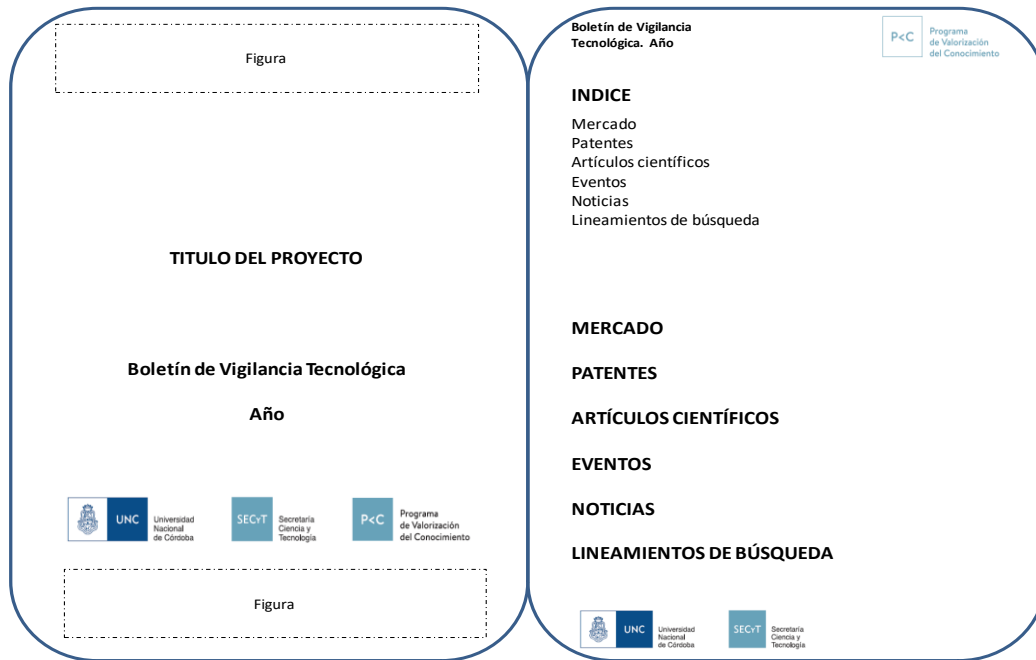 Figura
TITULO DEL PROYECTO
Boletín de Vigilancia Tecnológica
Año
UNC
Universidad
Nacional
de Córdoba
SECyT
Secretaría
Ciencia y
Tecnología
P<C
Programa
de Valorización
del Conocimiento
Figura
Boletín de Vigilancia
Tecnológica. Año
P<C
Programa
de Valorización
del Conocimiento
INDICE
Mercado
Patentes
Artículos científicos
Eventos
Noticias
Lineamientos de búsqueda
MERCADO
PATENTES
ARTÍCULOS CIENTÍFICOS
EVENTOS
NOTICIAS
LINEAMIENTOS DE BÚSQUEDA
UNC
Universidad
Nacional
de Córdoba
SECyT
Secretaría
Ciencia y
Tecnología